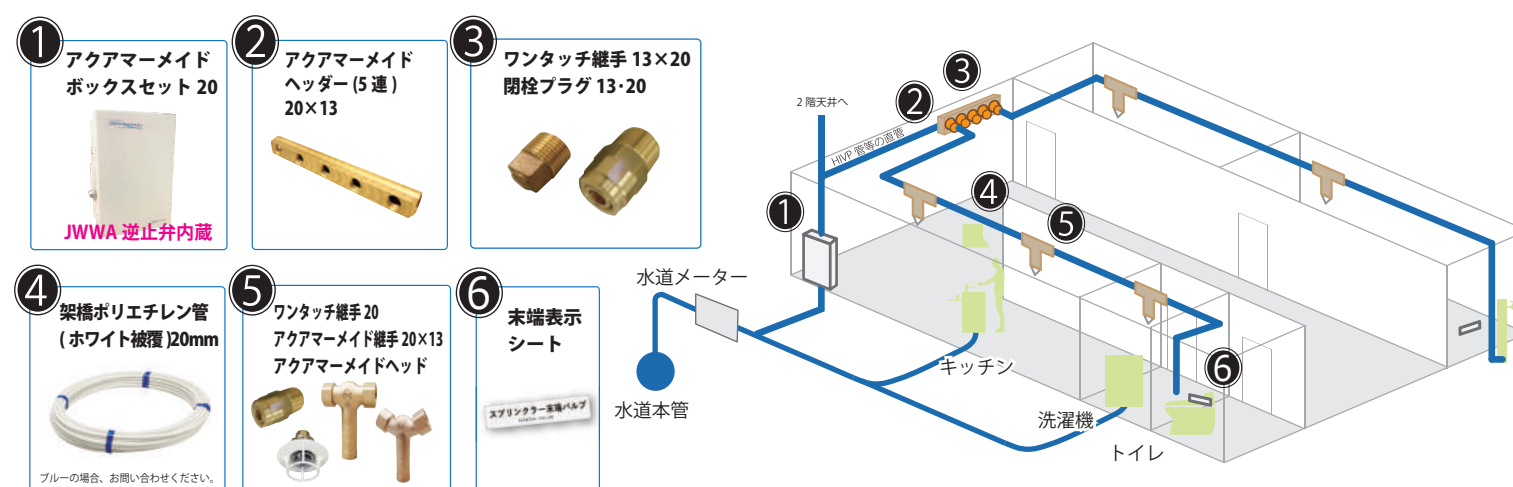 1
アクアマーメイド
ボックスセット 20
JWWA 逆止弁内蔵
2
アクアマーメイド
ヘッダー(5 連)
20×13
3
ワンタッチ継手 13×20
閉栓プラグ 13･20
4
架橋ポリエチレン管
(ホワイト被覆)20mm
ブルーの場合、お問い合わせください。
5
ワンタッチ継手 20
アクアマーメイド継手 20×13
アクアマーメイドヘッド
6
末端表示
シート
スプリンクラー末端バルブ
2 階天井へ
HIVP 管等の直管
1
2
3
4
5
6
水道メーター
水道本管
キッチン
洗濯機
トイレ